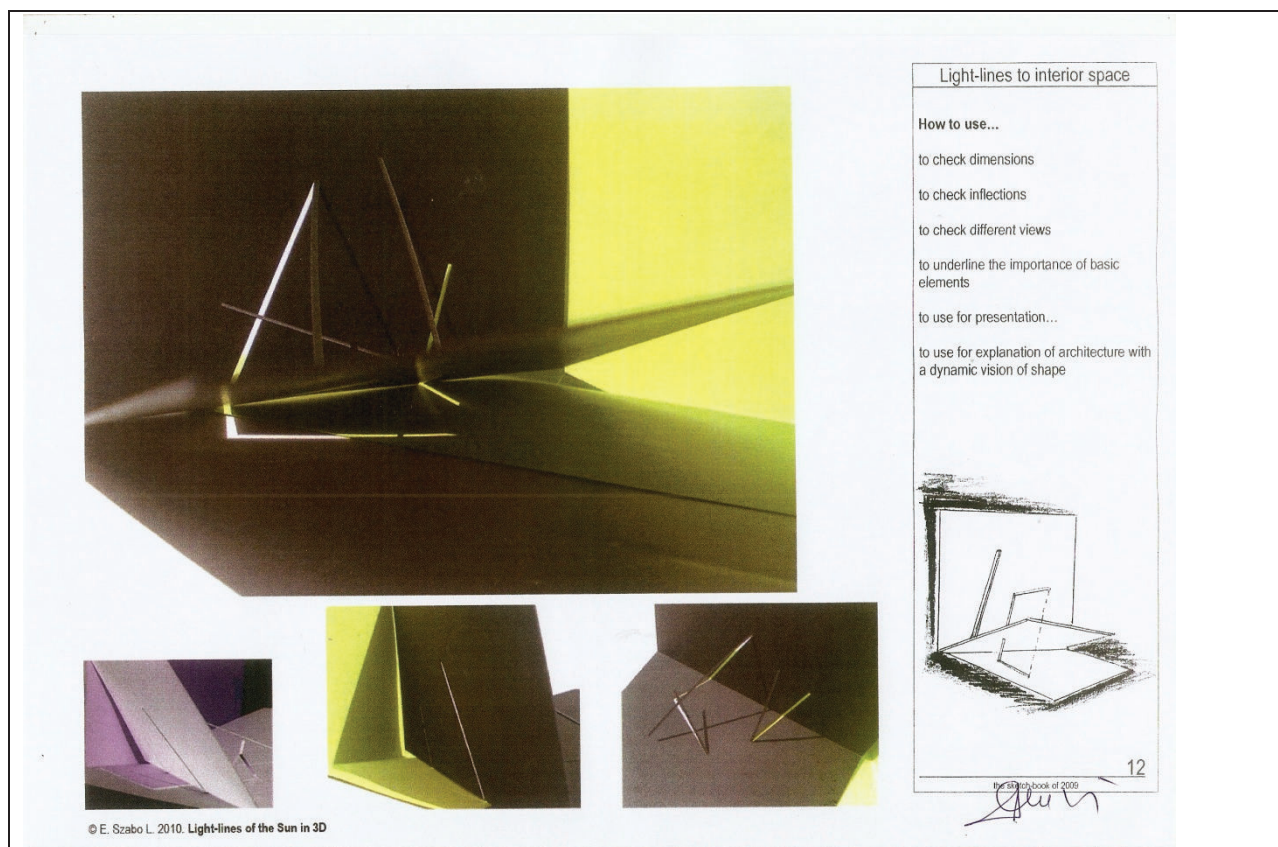 Light-lines to interior space
How to use...
to check dimensions
to check inflections
to check different views
to underline the importance of basic
elements
to use for presentation...
to use for explanation of architecture with
a dynamic vision of shape
12
the sketch-book of 2009
© E. Szabo L. 2010. Light-lines of the Sun in 3D